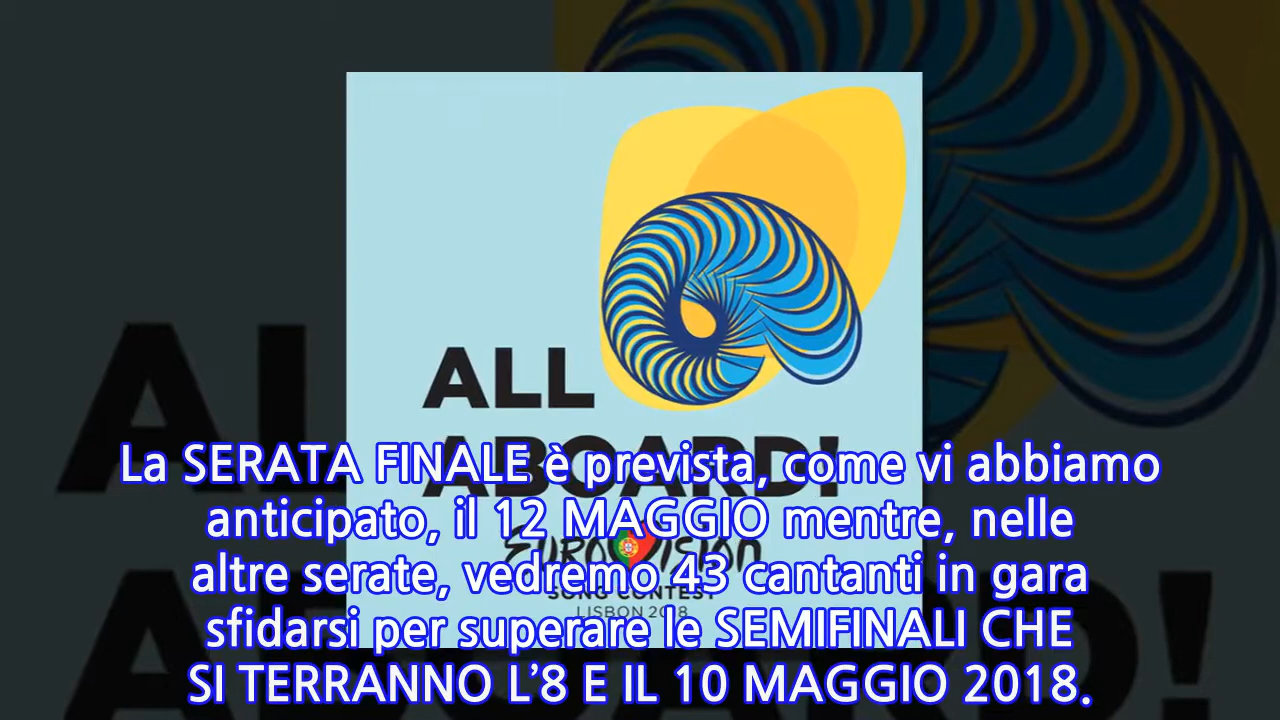 ALL
ABOARD!
EUROVISION
SONG CONTEST
LISBON 2018
La SERATA FINALE è prevista, come vi abbiamo
anticipato, il 12 MAGGIO mentre, nelle
altre serate, vedremo 43 cantanti in gara
sfidarsi per superare le SEMIFINALI CHE
SI TERRANNO L’8 E IL 10 MAGGIO 2018.